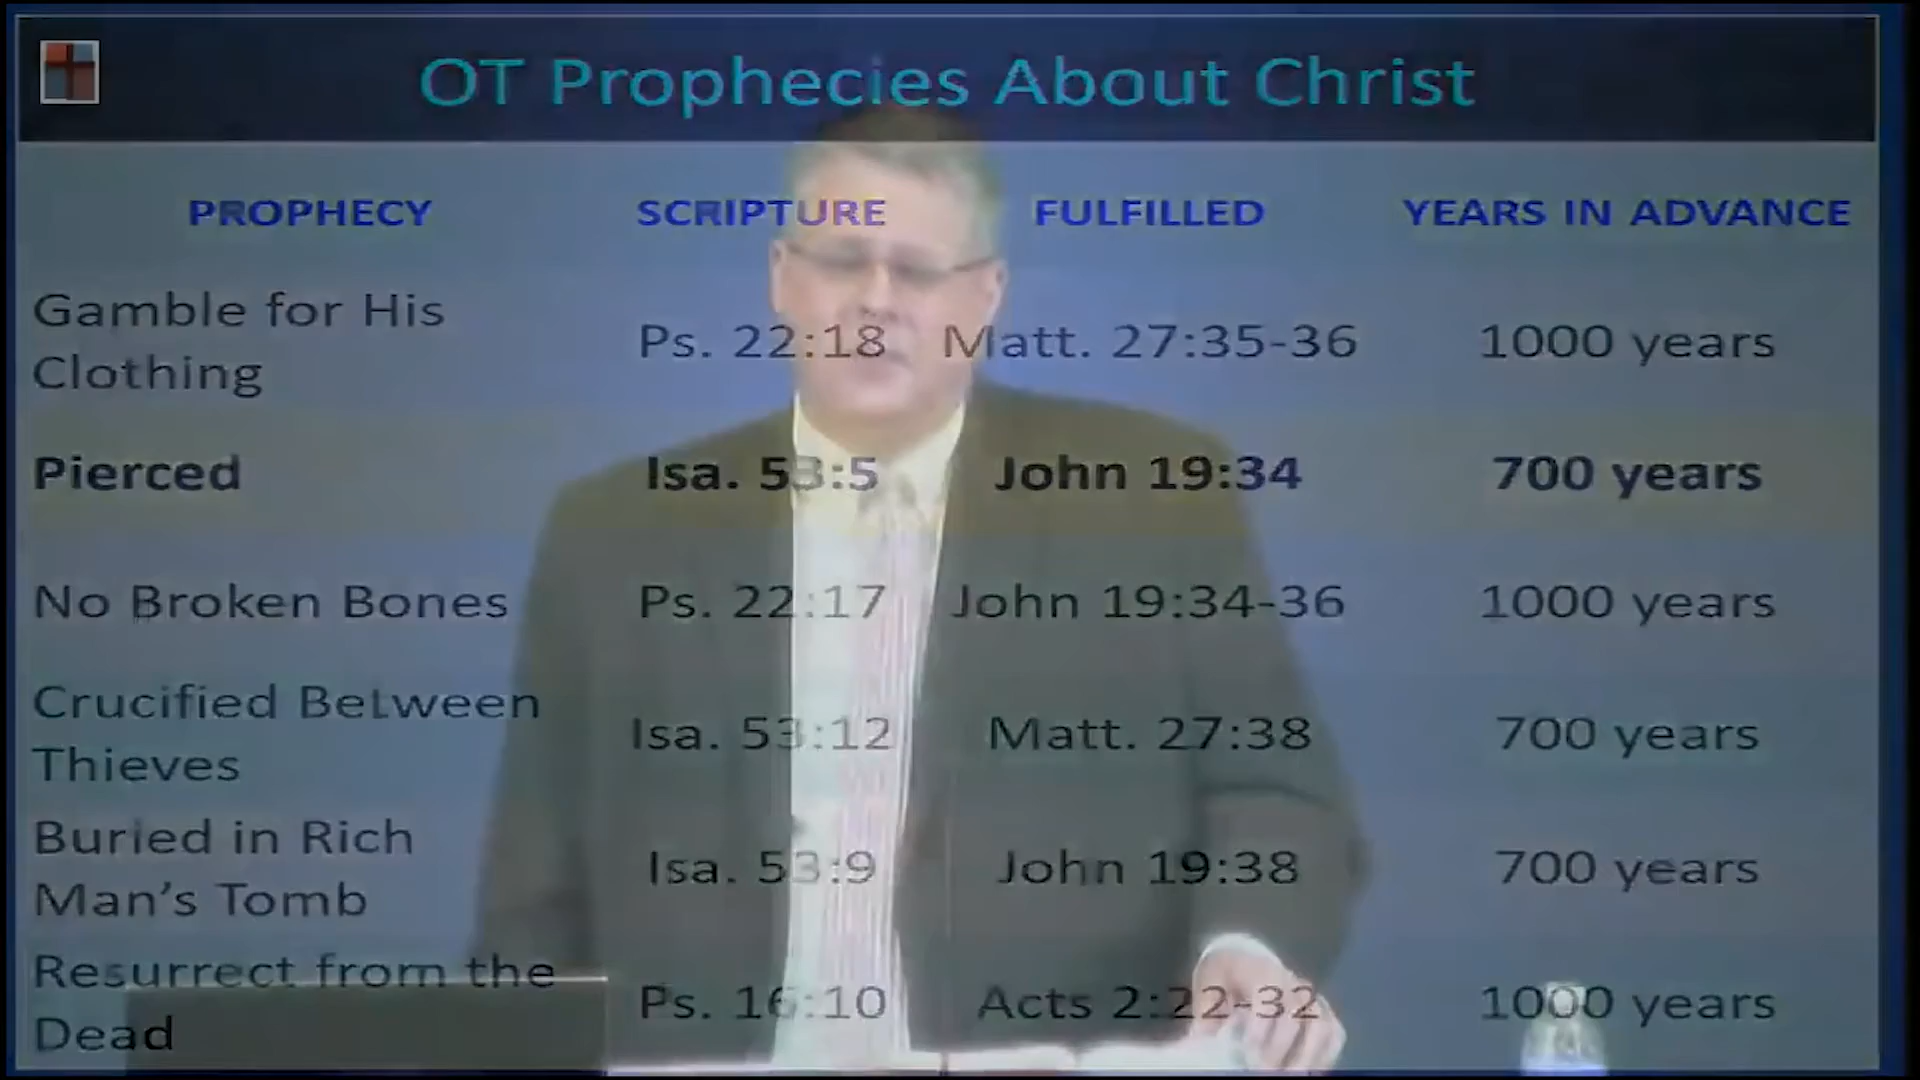 OT Prophecies About Christ
PROPHECY SCRIPTURE FULFILLED YEARS IN ADVANCE
Gamble for His
Clothing
Ps. 22:18 Matt. 27:35-36 1000 years
Pierced Isa. 53:5 John 19:34 700 years
No Broken Bones Ps. 22:17 John 19:34-36 1000 years
Crucified Between
Thieves
Isa. 53:12 Matt. 27:38 700 years
Buried in Rich
Man's Tomb
Isa. 53:9 John 19:38 700 years
Resurrect from the
Dead
Ps. 16:10 Acts 2:22-32 1000 years